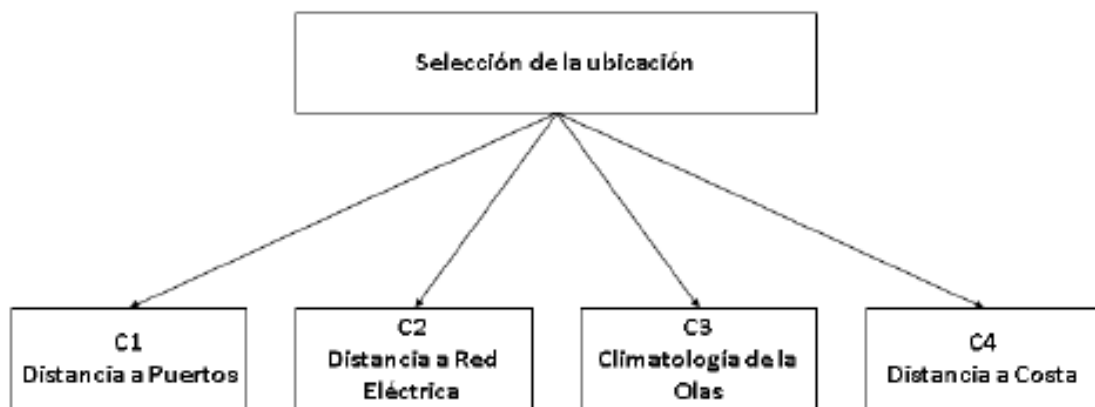 Selección de la ubicación
C1
Distancia a Puertos
C2
Distancia a Red
Eléctrica
C3
Climatología de la
Olas
C4
Distancia a Costa